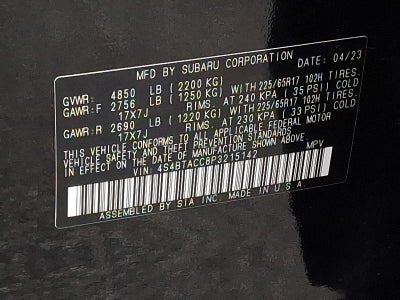 MFD BY SUBARU CORPORATION DATE: 04/23
GVWR: 4850 LB (2200 KG)
GAWR:F 2756 LB (1250 KG) WITH 225/65R17 102H TIRES.
17X7J RIMS. AT 240 KPA (35 PSI) COLD
GAWR:R 2690 LB (1220 KG) WITH 225/65R17 102H TIRES.
17X7J RIMS. AT 230 KPA (33 PSI) COLD
THIS VEHICLE CONFORMS TO ALL APPLICABLE FEDERAL MOTOR
VEHICLE SAFETY AND THEFT PREVENTION STANDARDS
IN EFFECT ON THE DATE OF MANUFACTURE SHOWN ABOVE.
VIN: 4S4BTACC8P3215142 MPV
ASSEMBLED BY SIA INC. MADE IN U.S.A.